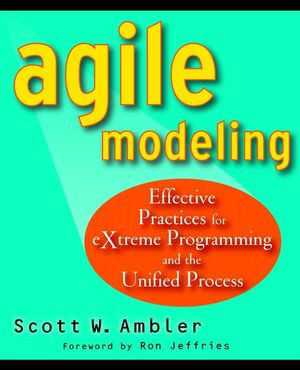 agile
modeling
Effective
Practices for
eXtreme Programming
and the
Unified Process
Scott W. Ambler
Foreword by Ron Jeffries